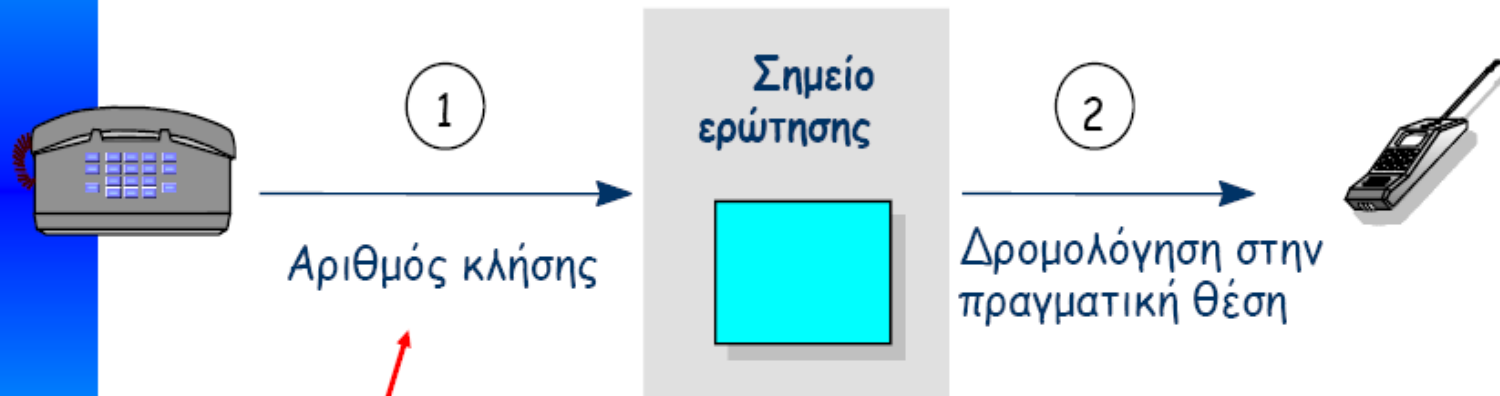 1
Σημείο
ερώτησης
2
Αριθμός κλήσης
Δρομολόγηση στην
πραγματική θέση